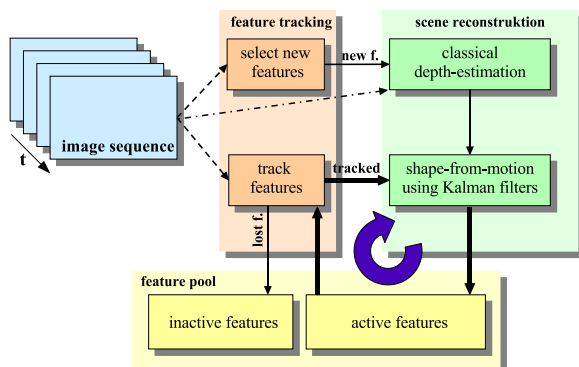 feature tracking
scene reconstruktion
select new
features
new f.
classical
depth-estimation
image sequence
t
track
features
tracked
shape-from-motion
using Kalman filters
lost f.
feature pool
inactive features
active features